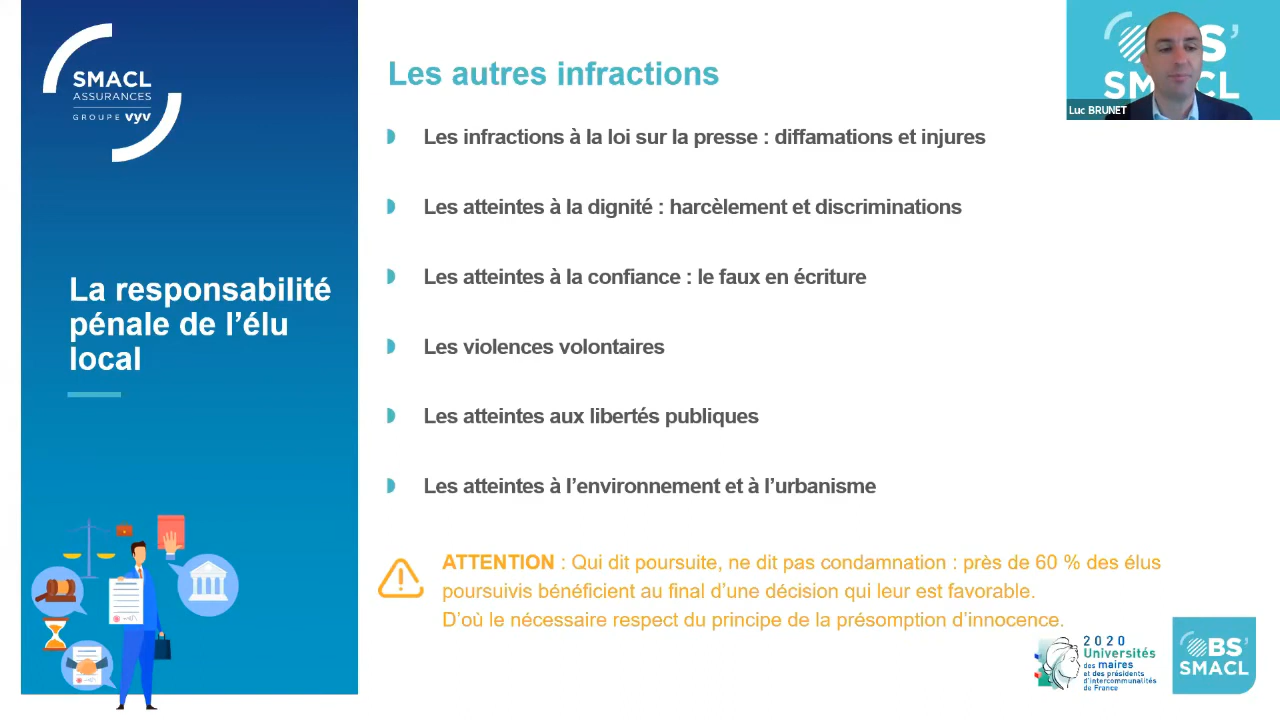 SMACL
ASSURANCES
GROUPE vyv
La responsabilité
pénale de l’élu
local
Les autres infractions
Les infractions à la loi sur la presse : diffamations et injures
Les atteintes à la dignité : harcèlement et discriminations
Les atteintes à la confiance : le faux en écriture
Les violences volontaires
Les atteintes aux libertés publiques
Les atteintes à l’environnement et à l’urbanisme
ATTENTION : Qui dit poursuite, ne dit pas condamnation : près de 60 % des élus
poursuivis bénéficient au final d’une décision qui leur est favorable.
D’où le nécessaire respect du principe de la présomption d’innocence.
Luc BRUNET
2020
Universités
des maires
et des présidents
d'intercommunalités
de France
OBS’
SMACL